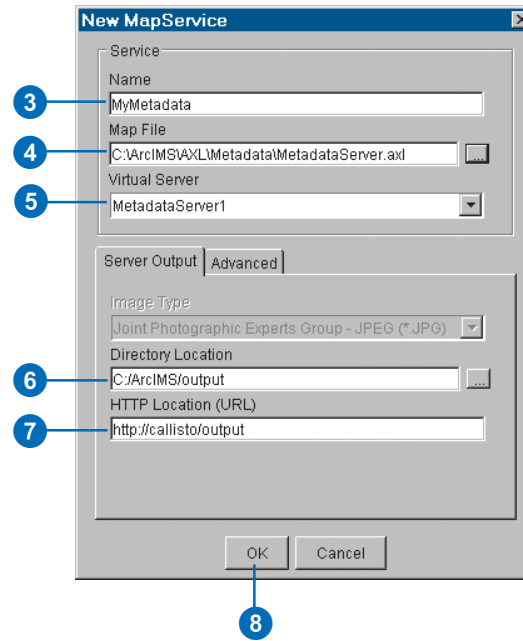 New MapService
Service
Name
3
MyMetadata
Map File
4
C:\ArcIMS\AXL\Metadata\MetadataServer.axl
...
Virtual Server
5
MetadataServer1
Server Output
Advanced
Image Type
Joint Photographic Experts Group - JPEG (*.JPG)
Directory Location
6
C:/ArcIMS/output
...
HTTP Location (URL)
7
http://callisto/output
OK
Cancel
8